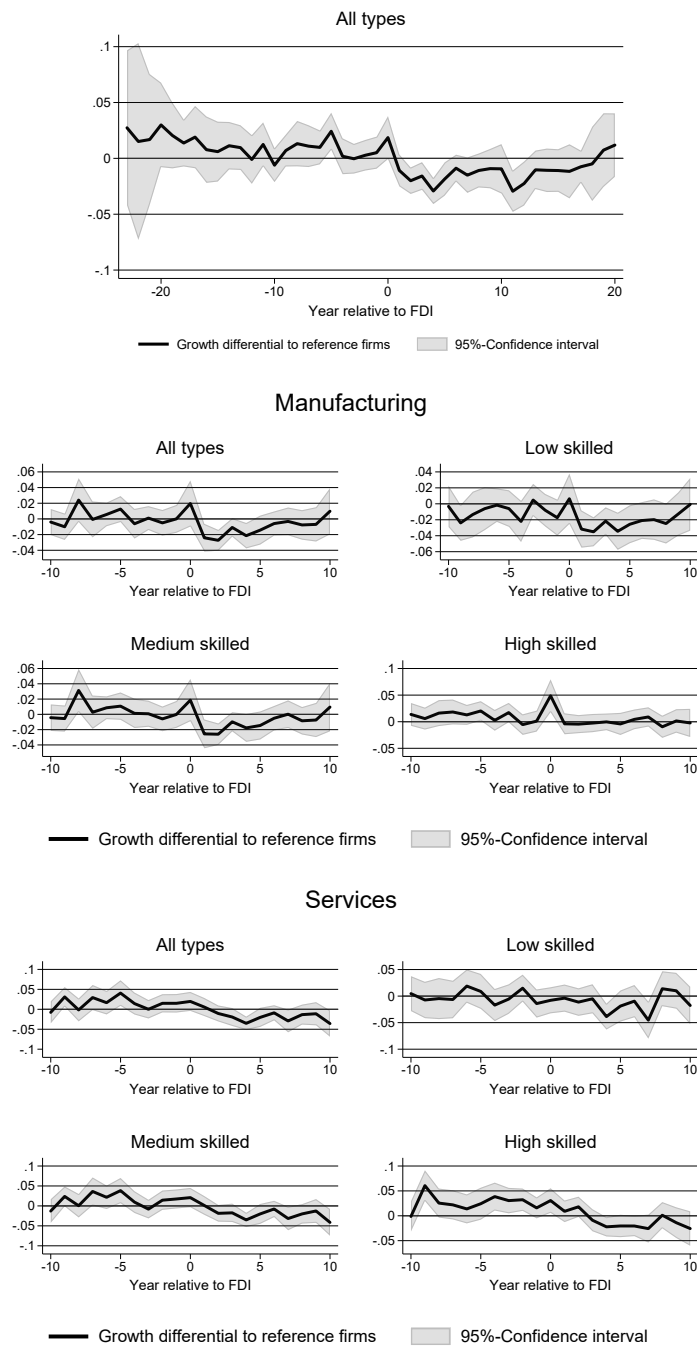 All types
.1
.05
0
-.05
-.1
-20 -10 0 10 20
Year relative to FDI
Growth differential to reference firms 95%-Confidence interval
Manufacturing
All types
.06
.04
.02
0
-.02
-.04
-10 -5 0 5 10
Year relative to FDI
Low skilled
.04
.02
0
-.02
-.04
-.06
-10 -5 0 5 10
Year relative to FDI
Medium skilled
.06
.04
.02
0
-.02
-.04
-10 -5 0 5 10
Year relative to FDI
High skilled
.1
.05
0
-.05
-10 -5 0 5 10
Year relative to FDI
Growth differential to reference firms 95%-Confidence interval
Services
All types
.1
.05
0
-.05
-.1
-10 -5 0 5 10
Year relative to FDI
Low skilled
.05
0
-.05
-.1
-10 -5 0 5 10
Year relative to FDI
Medium skilled
.1
.05
0
-.05
-.1
-10 -5 0 5 10
Year relative to FDI
High skilled
.1
.05
0
-.05
-10 -5 0 5 10
Year relative to FDI
Growth differential to reference firms 95%-Confidence interval